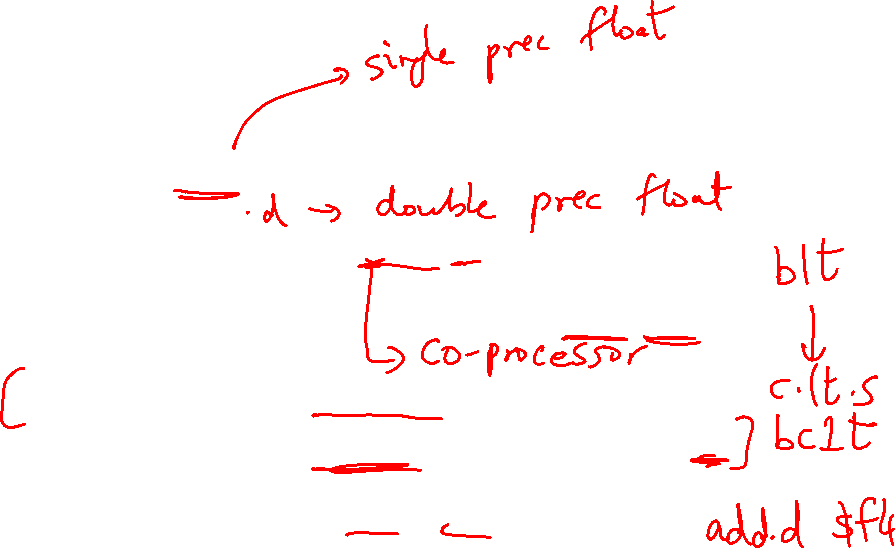 single prec float
.d → double prec float
blt
co-processor
c.lt.s
bc1t
add.d $f4